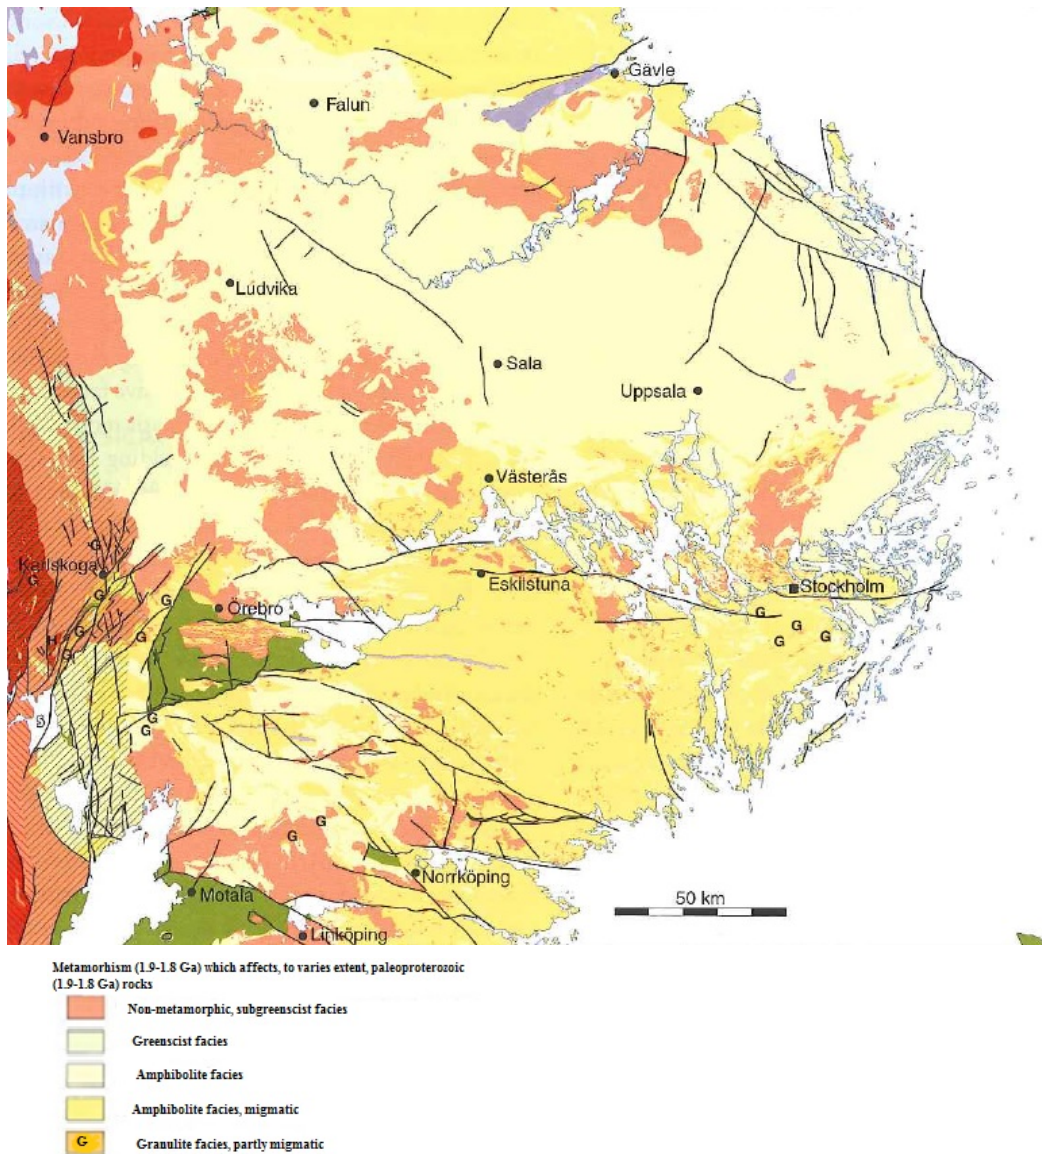 Gävle
Falun
Vansbro
Ludvika
Sala
Uppsala
Västerås
G
Karlskoga
G
Eskilstuna
Stockholm
G
G
Örebro
G
G
G
H
G
G
G
G
G
G
G
G
G
Norrköping
Motala
50 km
Linköping
Metamorhism (1.9-1.8 Ga) which affects, to varies extent, paleoproterozoic
(1.9-1.8 Ga) rocks
Non-metamorphic, subgreenscist facies
Greenscist facies
Amphibolite facies
Amphibolite facies, migmatic
G Granulite facies, partly migmatic